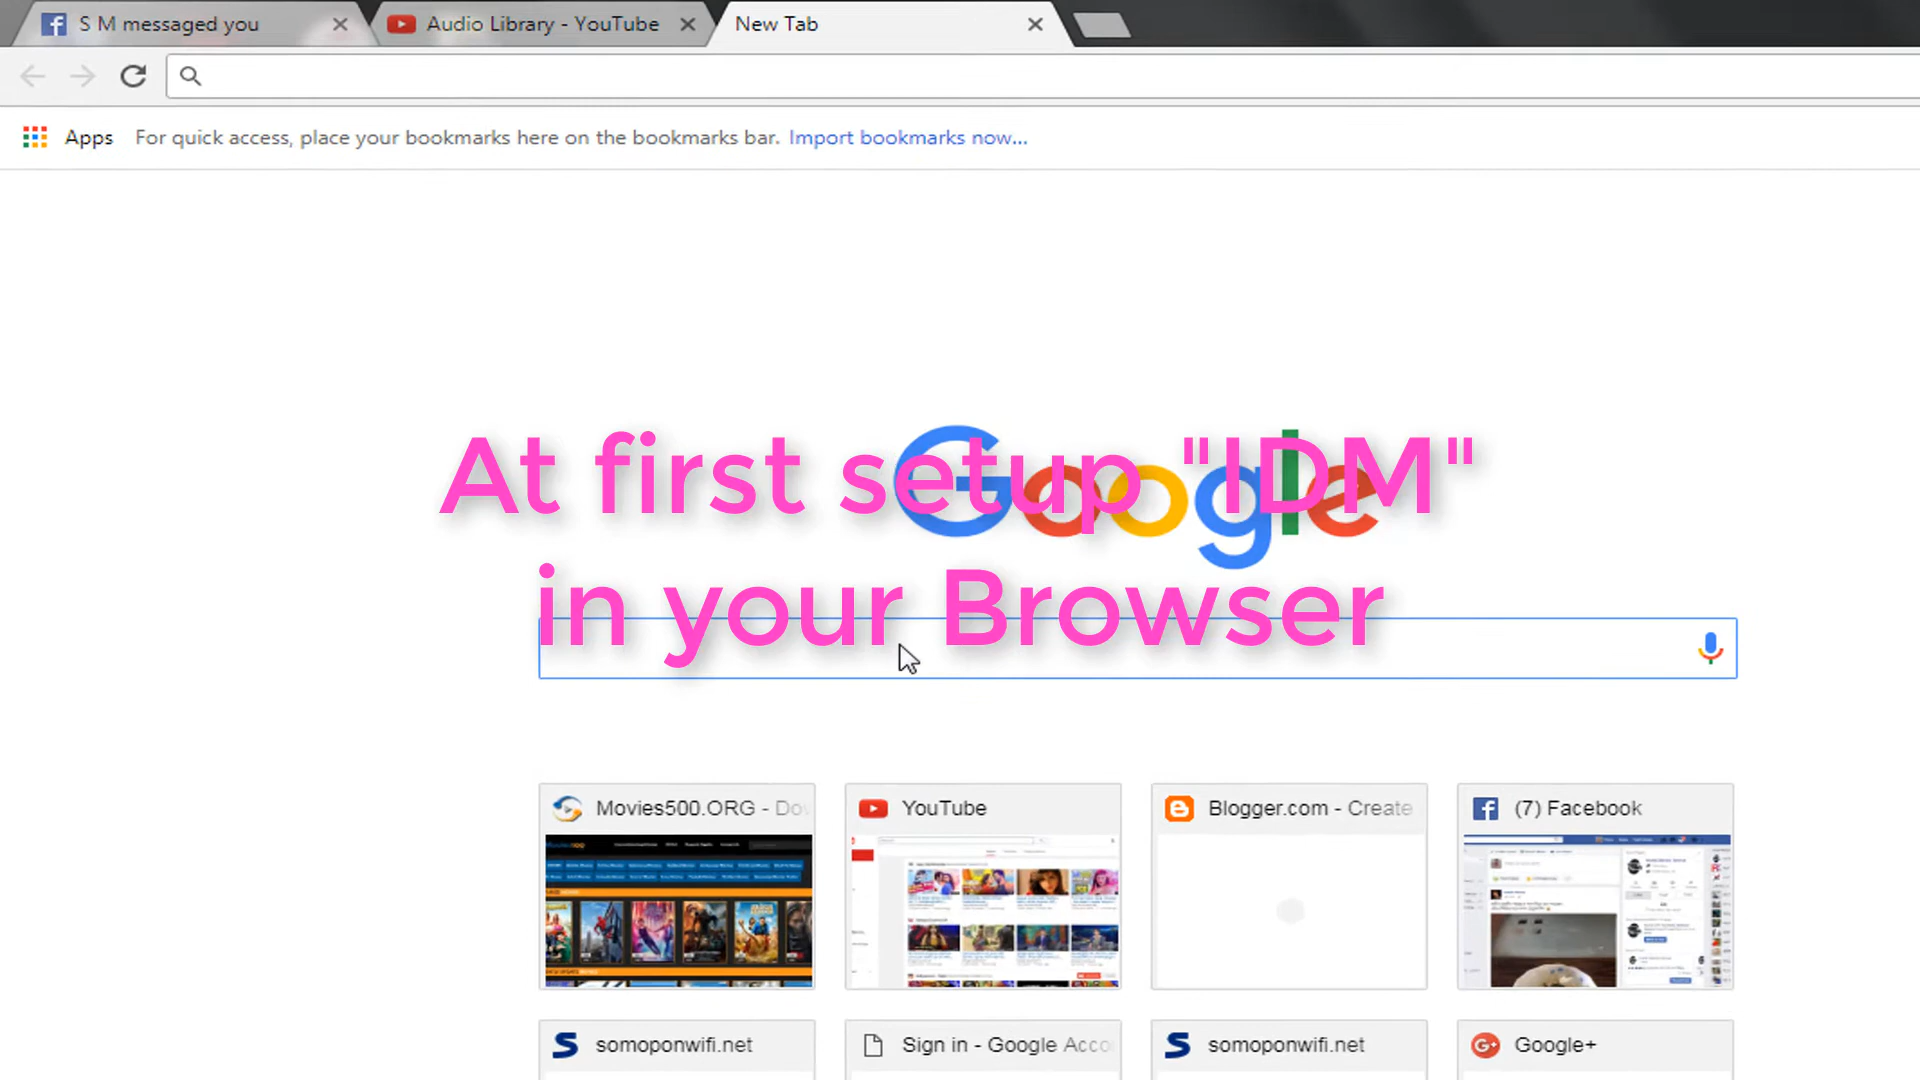 S M messaged you
Audio Library - YouTube
New Tab
Apps
For quick access, place your bookmarks here on the bookmarks bar. Import bookmarks now...
Google
At first setup "IDM"
in your Browser
Movies500.ORG - Dov
YouTube
Blogger.com - Create
(7) Facebook
somoponwifi.net
Sign in - Google Acco
somoponwifi.net
Google+